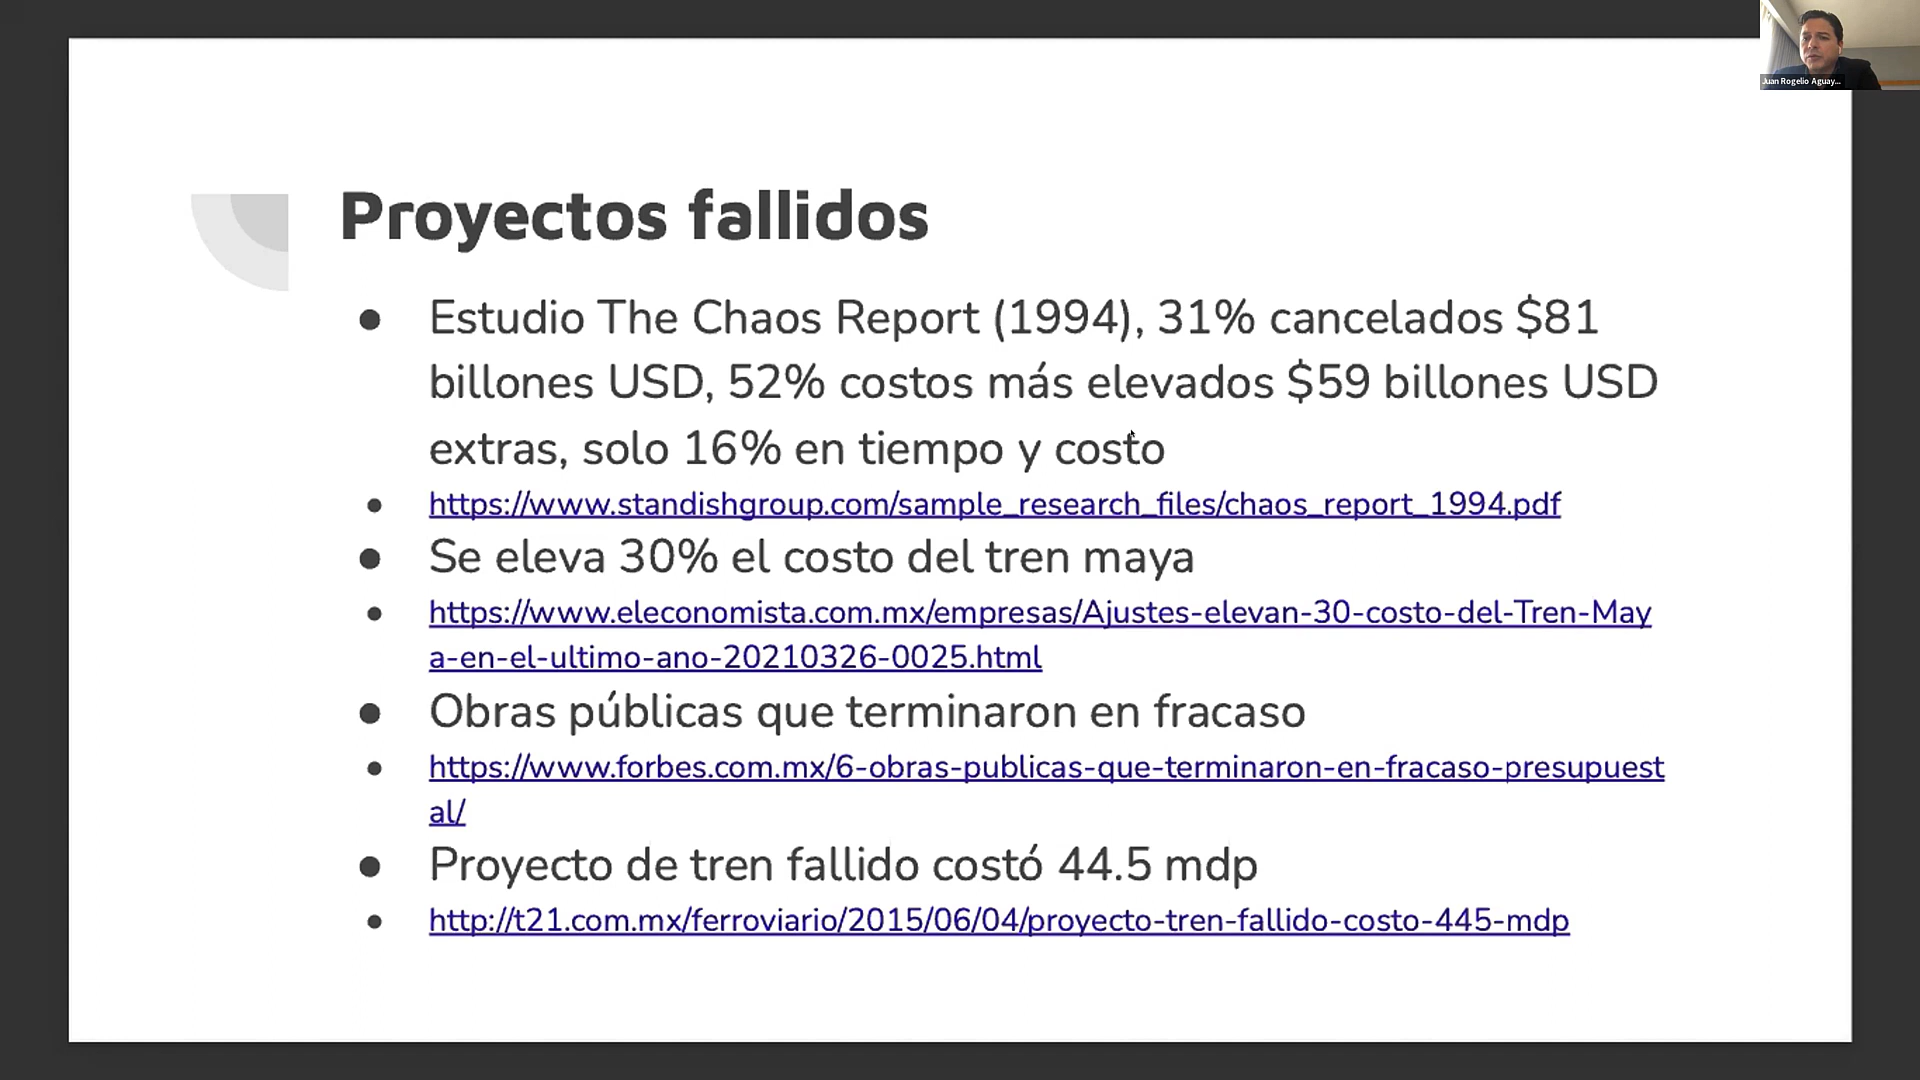 Juan Rogelio Aguay...
Proyectos fallidos
Estudio The Chaos Report (1994), 31% cancelados $81
billones USD, 52% costos más elevados $59 billones USD
extras, solo 16% en tiempo y costo
https://www.standishgroup.com/sample_research_files/chaos_report_1994.pdf
Se eleva 30% el costo del tren maya
https://www.eleconomista.com.mx/empresas/Ajustes-elevan-30-costo-del-Tren-May
a-en-el-ultimo-ano-20210326-0025.html
Obras públicas que terminaron en fracaso
https://www.forbes.com.mx/6-obras-publicas-que-terminaron-en-fracaso-presupuest
al/
Proyecto de tren fallido costó 44.5 mdp
http://t21.com.mx/ferroviario/2015/06/04/proyecto-tren-fallido-costo-445-mdp